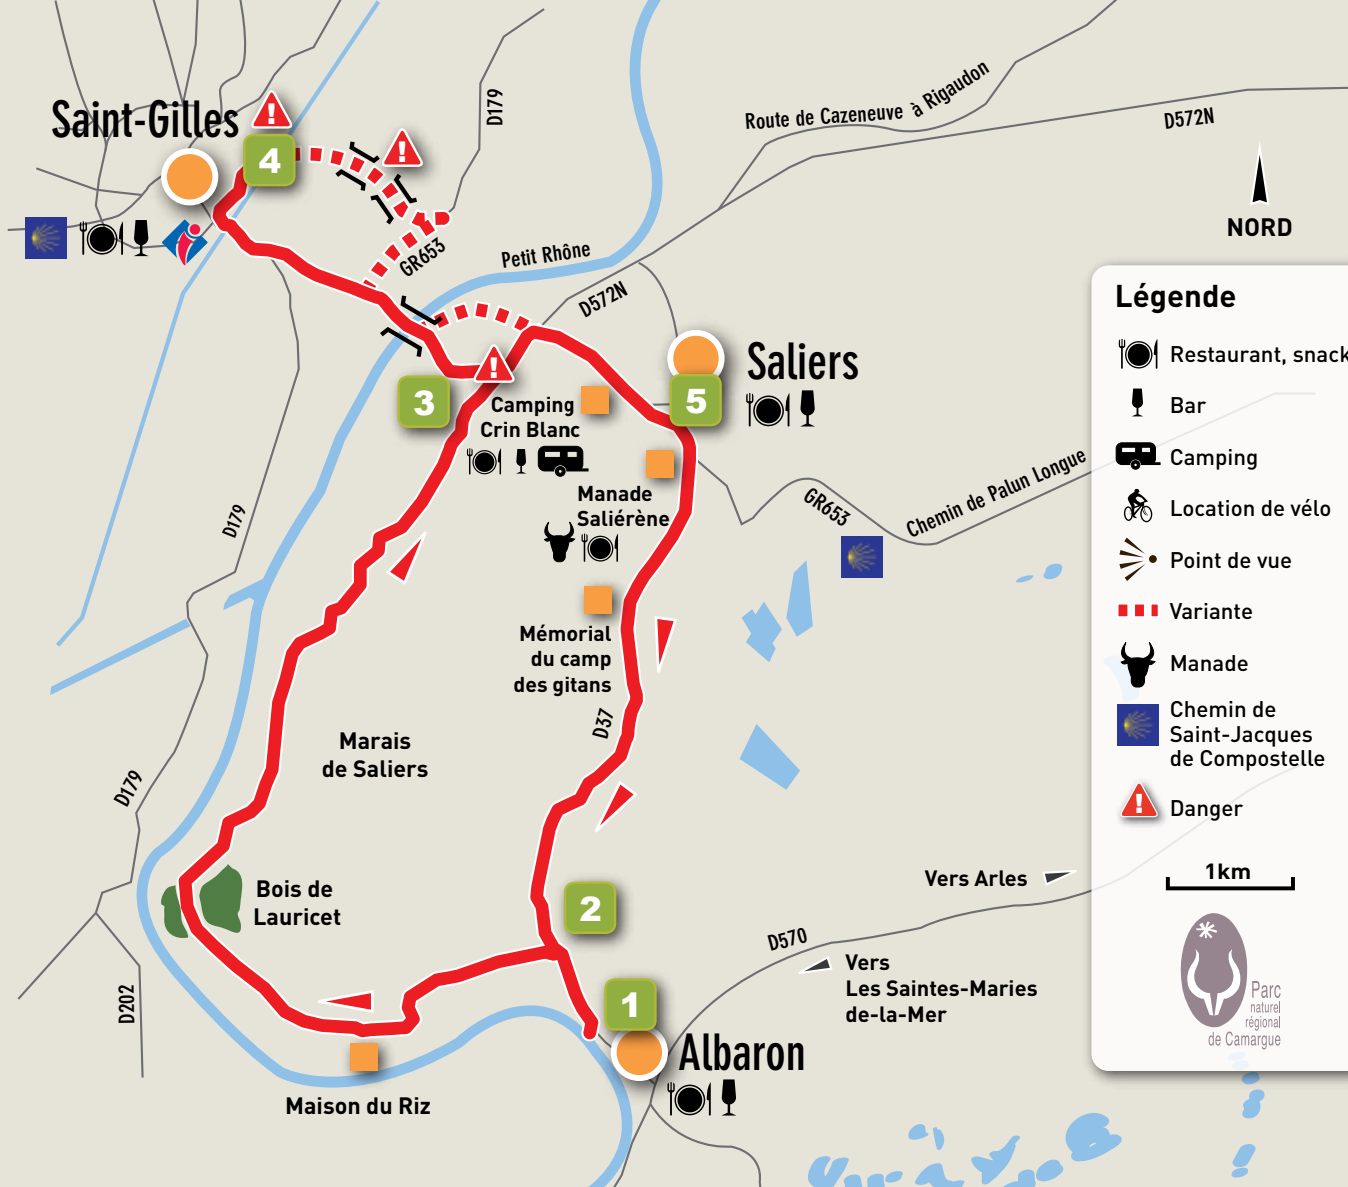 Saint-Gilles
4
D179
Route de Cazeneuve à Rigaudon
D572N
NORD
GR653
Petit Rhône
D572N
Saliers
5
3
Camping
Crin Blanc
Manade
Saliérène
GR653
Chemin de Palun Longue
D179
Mémorial
du camp
des gitans
D37
Marais
de Saliers
D179
Bois de
Lauricet
2
Vers Arles
D570
Vers
Les Saintes-Maries
de-la-Mer
D202
1
Albaron
Maison du Riz
Légende
Restaurant, snack
Bar
Camping
Location de vélo
Point de vue
Variante
Manade
Chemin de
Saint-Jacques
de Compostelle
Danger
1km
Parc
naturel
régional
de Camargue